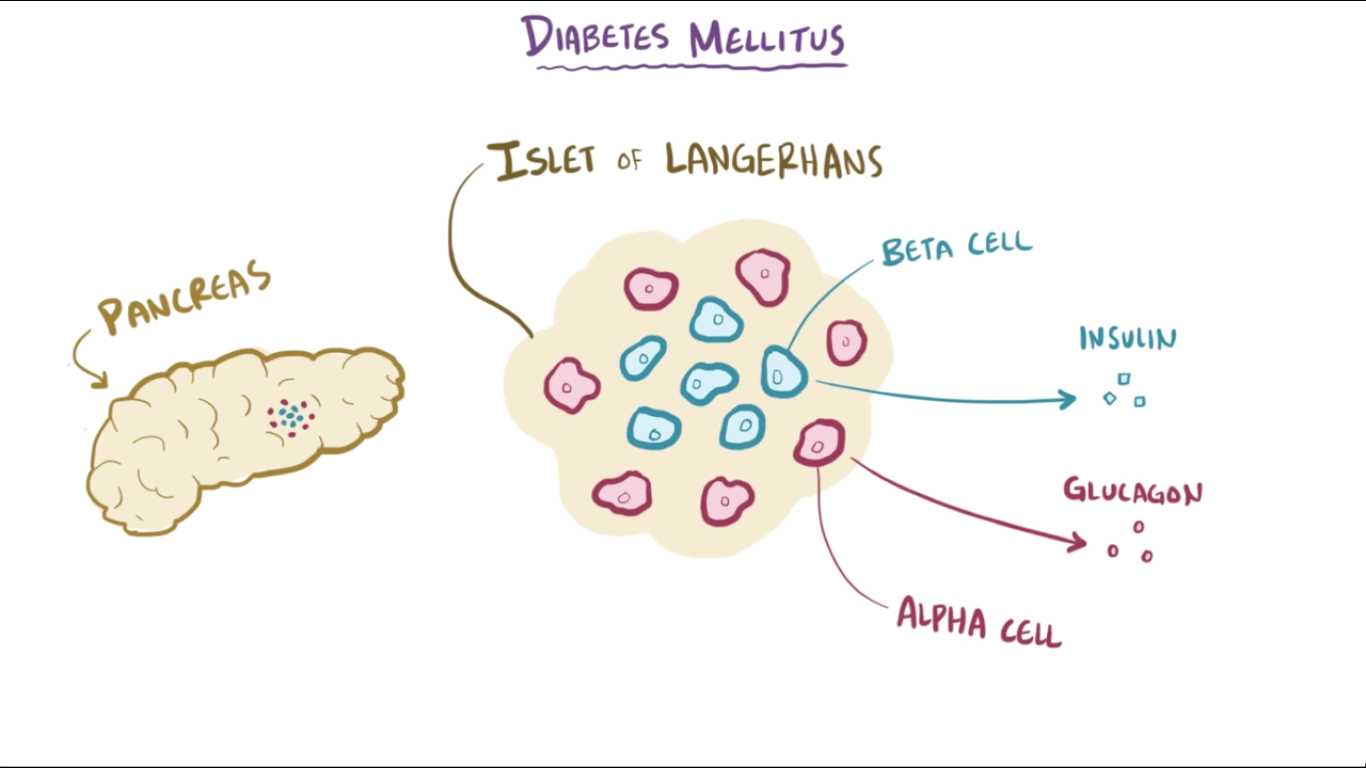 DIABETES MELLITUS
ISLET OF LANGERHANS
BETA CELL
PANCREAS
INSULIN
GLUCAGON
ALPHA CELL